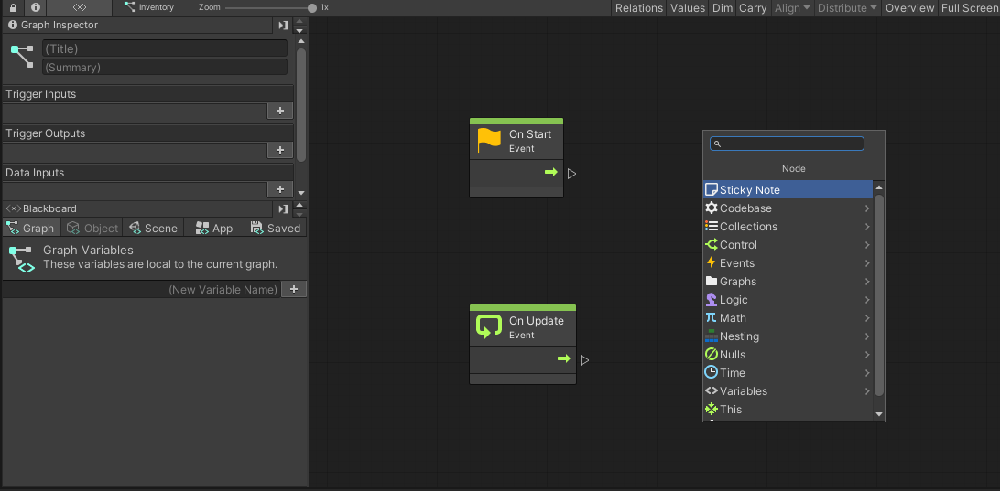 Inventory
Zoom
1x
Relations
Values
Dim
Carry
Align
Distribute
Overview
Full Screen
Graph Inspector
(Title)
(Summary)
Trigger Inputs
Trigger Outputs
Data Inputs
<×> Blackboard
Graph
Object
Scene
App
Saved
Graph Variables
These variables are local to the current graph.
(New Variable Name)
On Start
Event
On Update
Event
Node
Sticky Note
Codebase
Collections
Control
Events
Graphs
Logic
Math
Nesting
Nulls
Time
Variables
This